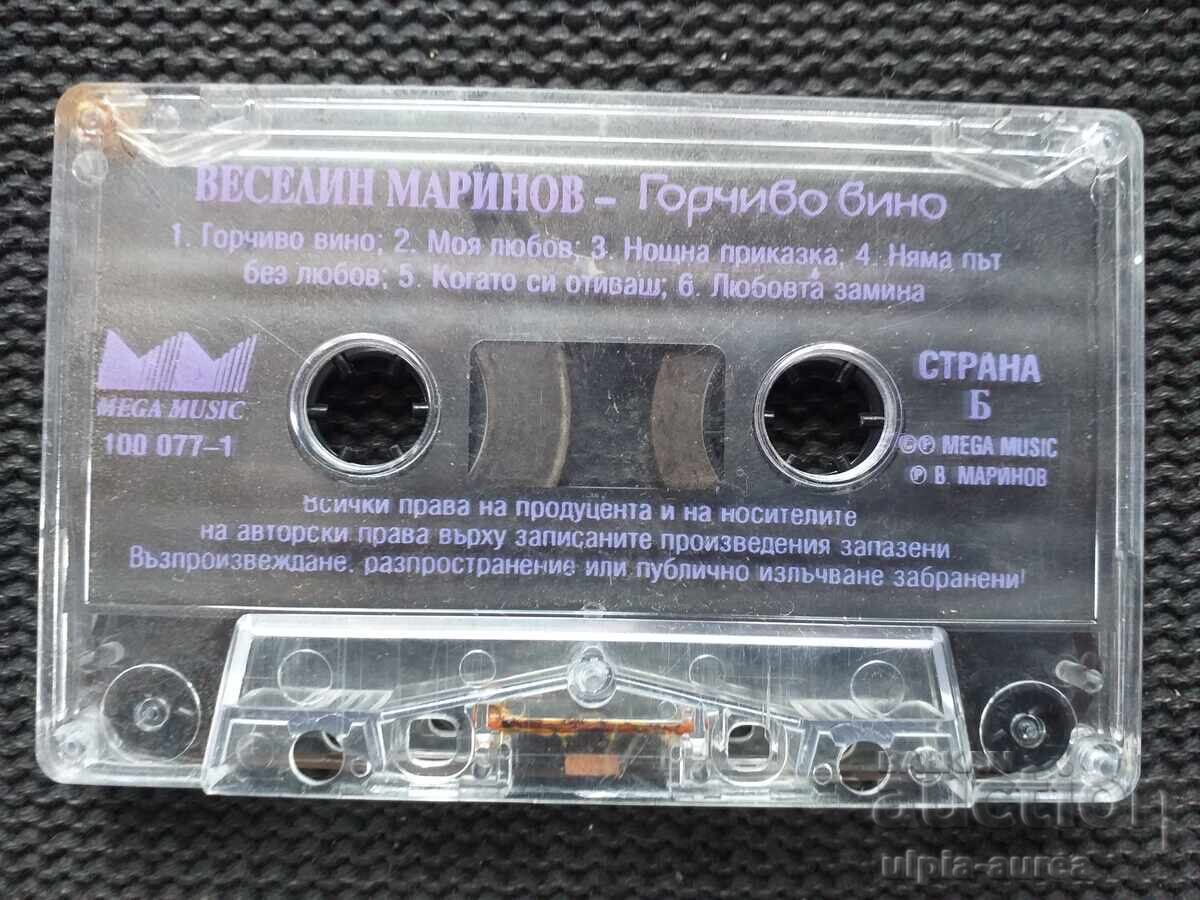 ВЕСЕЛИН МАРИНОВ – Горчиво вино
1. Горчиво вино; 2. Моя любов; 3. Нощна приказка; 4. Няма път
без любов; 5. Когато си отиваш; 6. Любовта замина
MEGA MUSIC
100 077–1
СТРАНА
Б
©℗ MEGA MUSIC
℗ В. МАРИНОВ
Всички права на продуцента и на носителите
на авторски права върху записаните произведения запазени
Възпроизвеждане, разпространение или публично излъчване забранени!
auction
ulpia-aurea